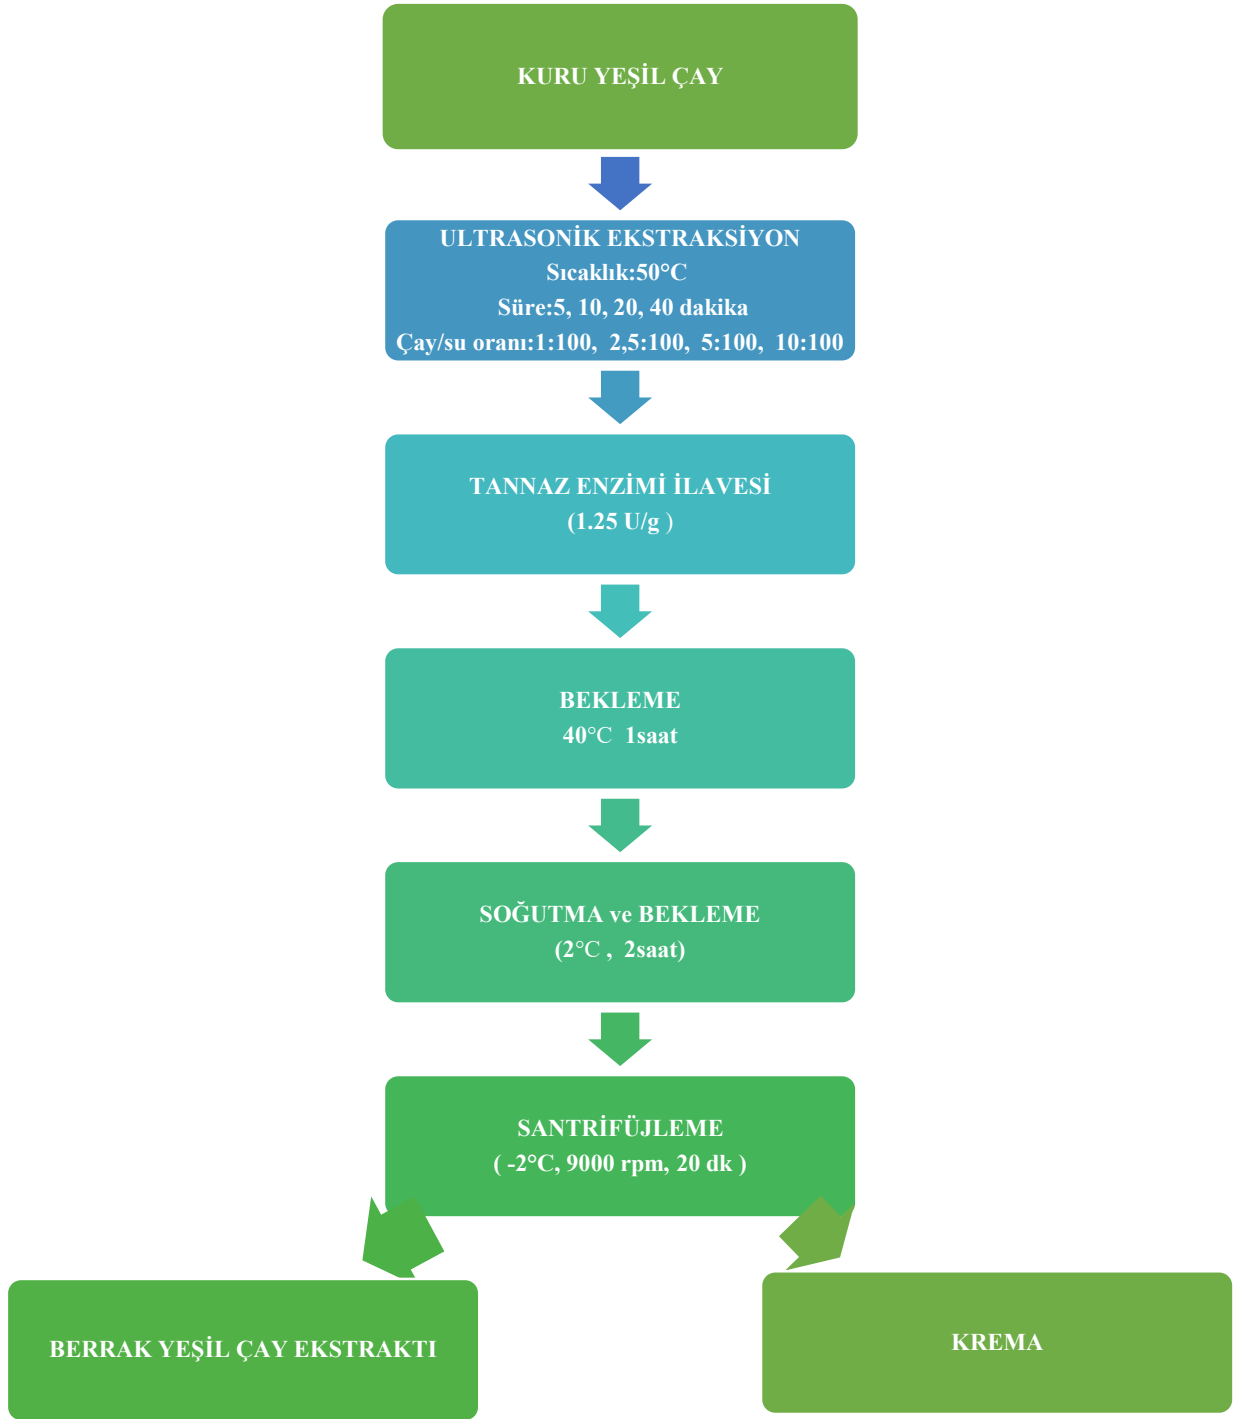 KURU YEŞİL ÇAY
ULTRASONİK EKSTRAKSİYON
Sıcaklık:50°C
Süre:5, 10, 20, 40 dakika
Çay/su oranı:1:100, 2,5:100, 5:100, 10:100
TANNAZ ENZİMİ İLAVESİ
(1.25 U/g )
BEKLEME
40°C 1saat
SOĞUTMA ve BEKLEME
(2°C , 2saat)
SANTRİFÜJLEME
( -2°C, 9000 rpm, 20 dk )
BERRAK YEŞİL ÇAY EKSTRAKTI
KREMA